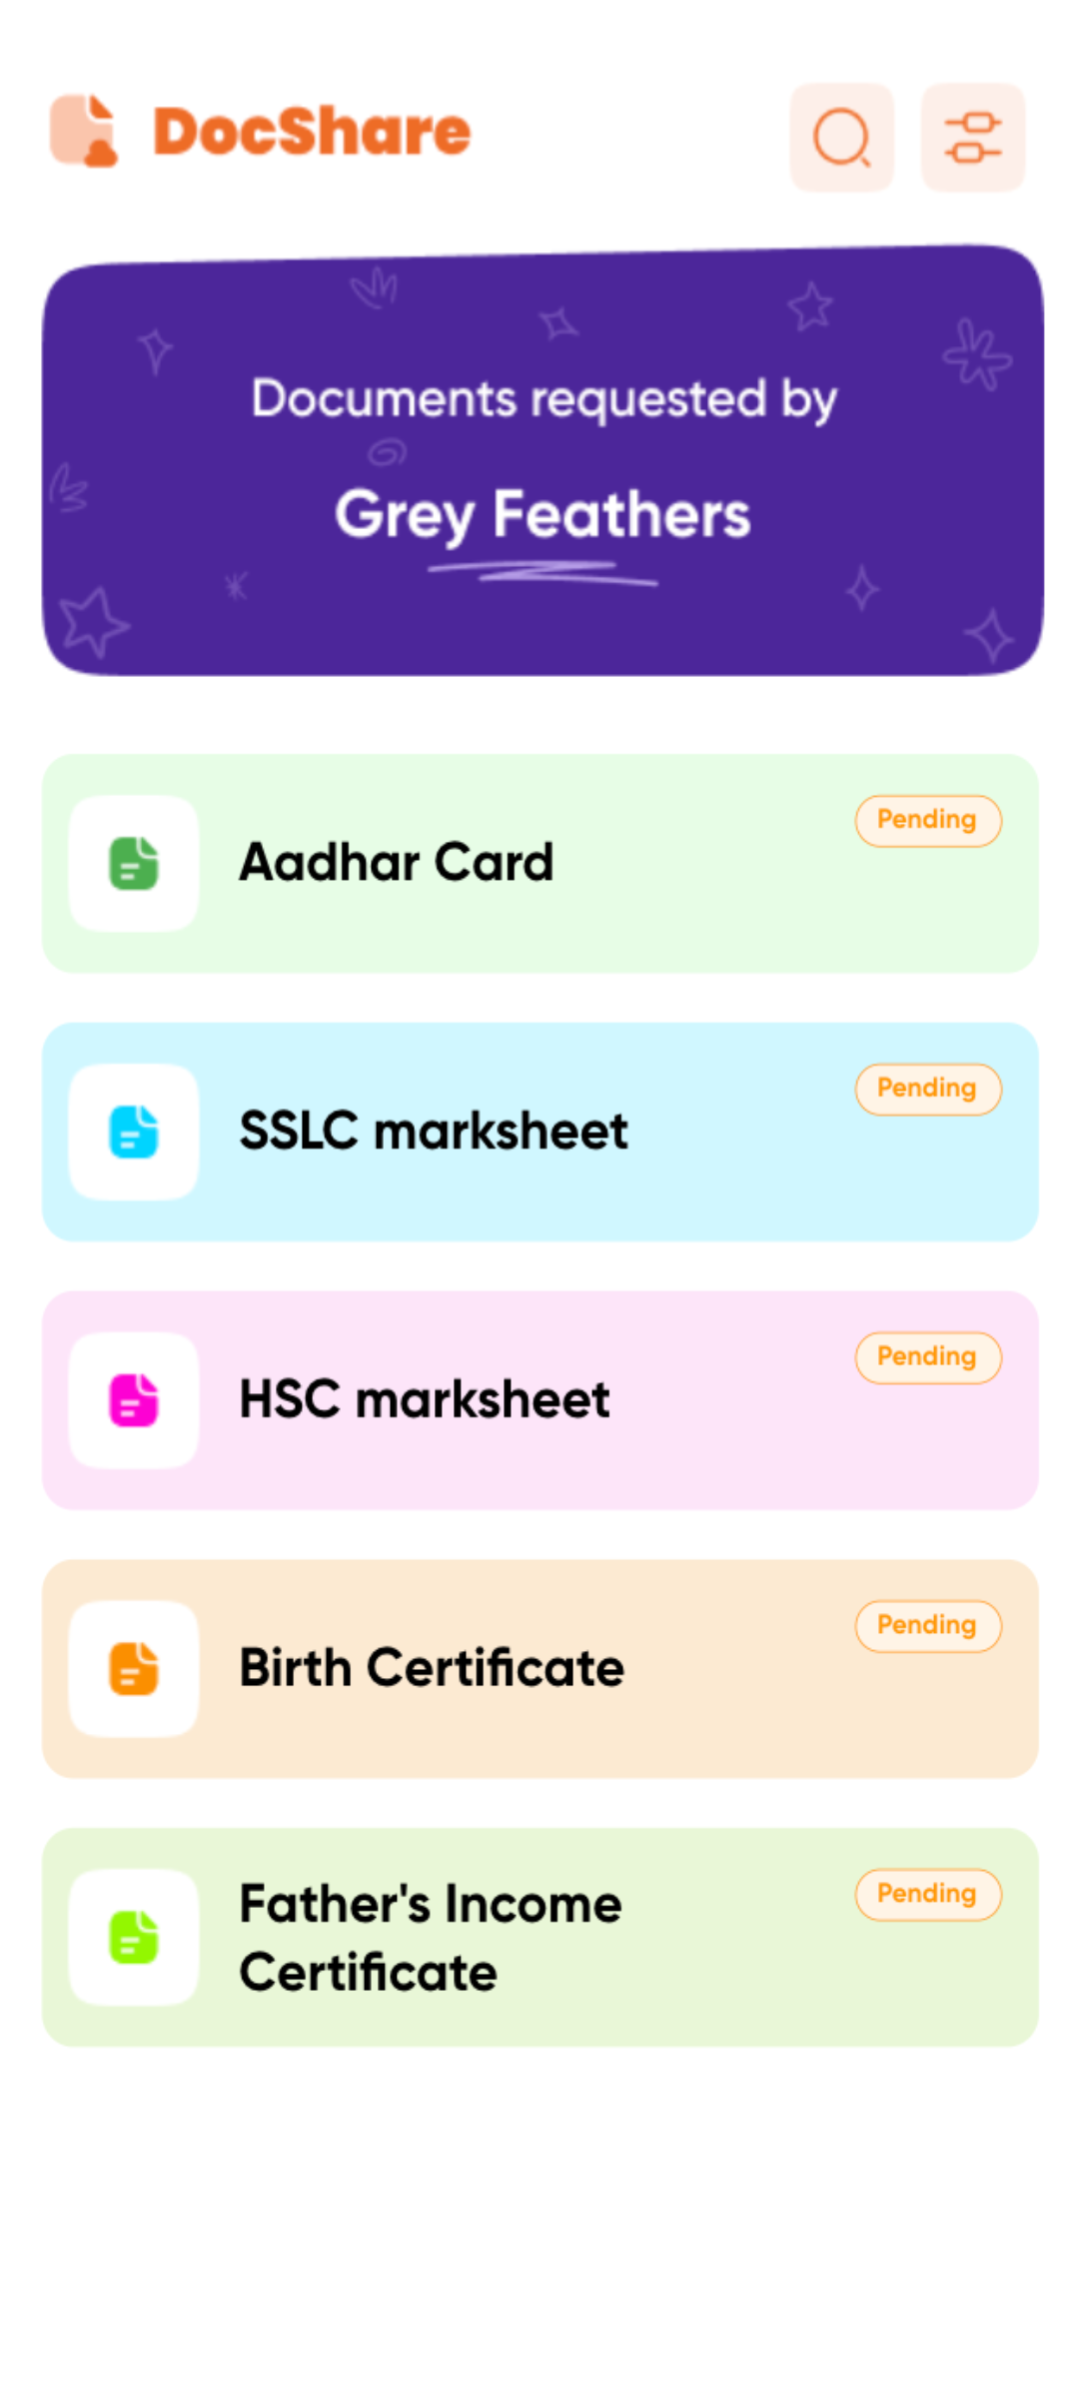 DocShare
Documents requested by
Grey Feathers
Pending
Aadhar Card
Pending
SSLC marksheet
Pending
HSC marksheet
Pending
Birth Certificate
Pending
Father's Income
Certificate